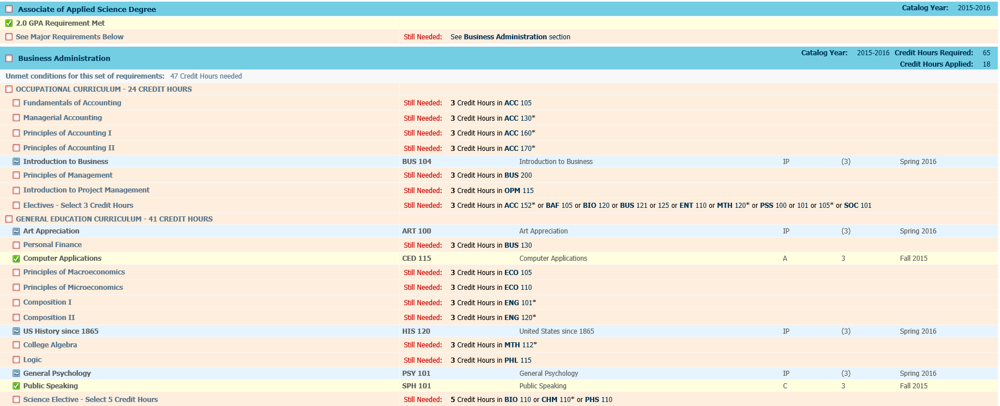 Associate of Applied Science Degree Catalog Year: 2015-2016
2.0 GPA Requirement Met
See Major Requirements Below Still Needed: See Business Administration section
Business Administration Catalog Year: 2015-2016 Credit Hours Required: 65
Credit Hours Applied: 18
Unmet conditions for this set of requirements: 47 Credit Hours needed
OCCUPATIONAL CURRICULUM - 24 CREDIT HOURS
Fundamentals of Accounting Still Needed: 3 Credit Hours in ACC 105
Managerial Accounting Still Needed: 3 Credit Hours in ACC 130*
Principles of Accounting I Still Needed: 3 Credit Hours in ACC 160*
Principles of Accounting II Still Needed: 3 Credit Hours in ACC 170*
Introduction to Business BUS 104 Introduction to Business IP (3) Spring 2016
Principles of Management Still Needed: 3 Credit Hours in BUS 200
Introduction to Project Management Still Needed: 3 Credit Hours in OPM 115
Electives - Select 3 Credit Hours Still Needed: 3 Credit Hours in ACC 152* or BAF 105 or BIO 120 or BUS 121 or 125 or ENT 110 or MTH 120* or PSS 100 or 101 or 105* or SOC 101
GENERAL EDUCATION CURRICULUM - 41 CREDIT HOURS
Art Appreciation ART 100 Art Appreciation IP (3) Spring 2016
Personal Finance Still Needed: 3 Credit Hours in BUS 130
Computer Applications CED 115 Computer Applications A 3 Fall 2015
Principles of Macroeconomics Still Needed: 3 Credit Hours in ECO 105
Principles of Microeconomics Still Needed: 3 Credit Hours in ECO 110
Composition I Still Needed: 3 Credit Hours in ENG 101*
Composition II Still Needed: 3 Credit Hours in ENG 120*
US History since 1865 HIS 120 United States since 1865 IP (3) Spring 2016
College Algebra Still Needed: 3 Credit Hours in MTH 112*
Logic Still Needed: 3 Credit Hours in PHL 115
General Psychology PSY 101 General Psychology IP (3) Spring 2016
Public Speaking SPH 101 Public Speaking C 3 Fall 2015
Science Elective - Select 5 Credit Hours Still Needed: 5 Credit Hours in BIO 110 or CHM 110* or PHS 110